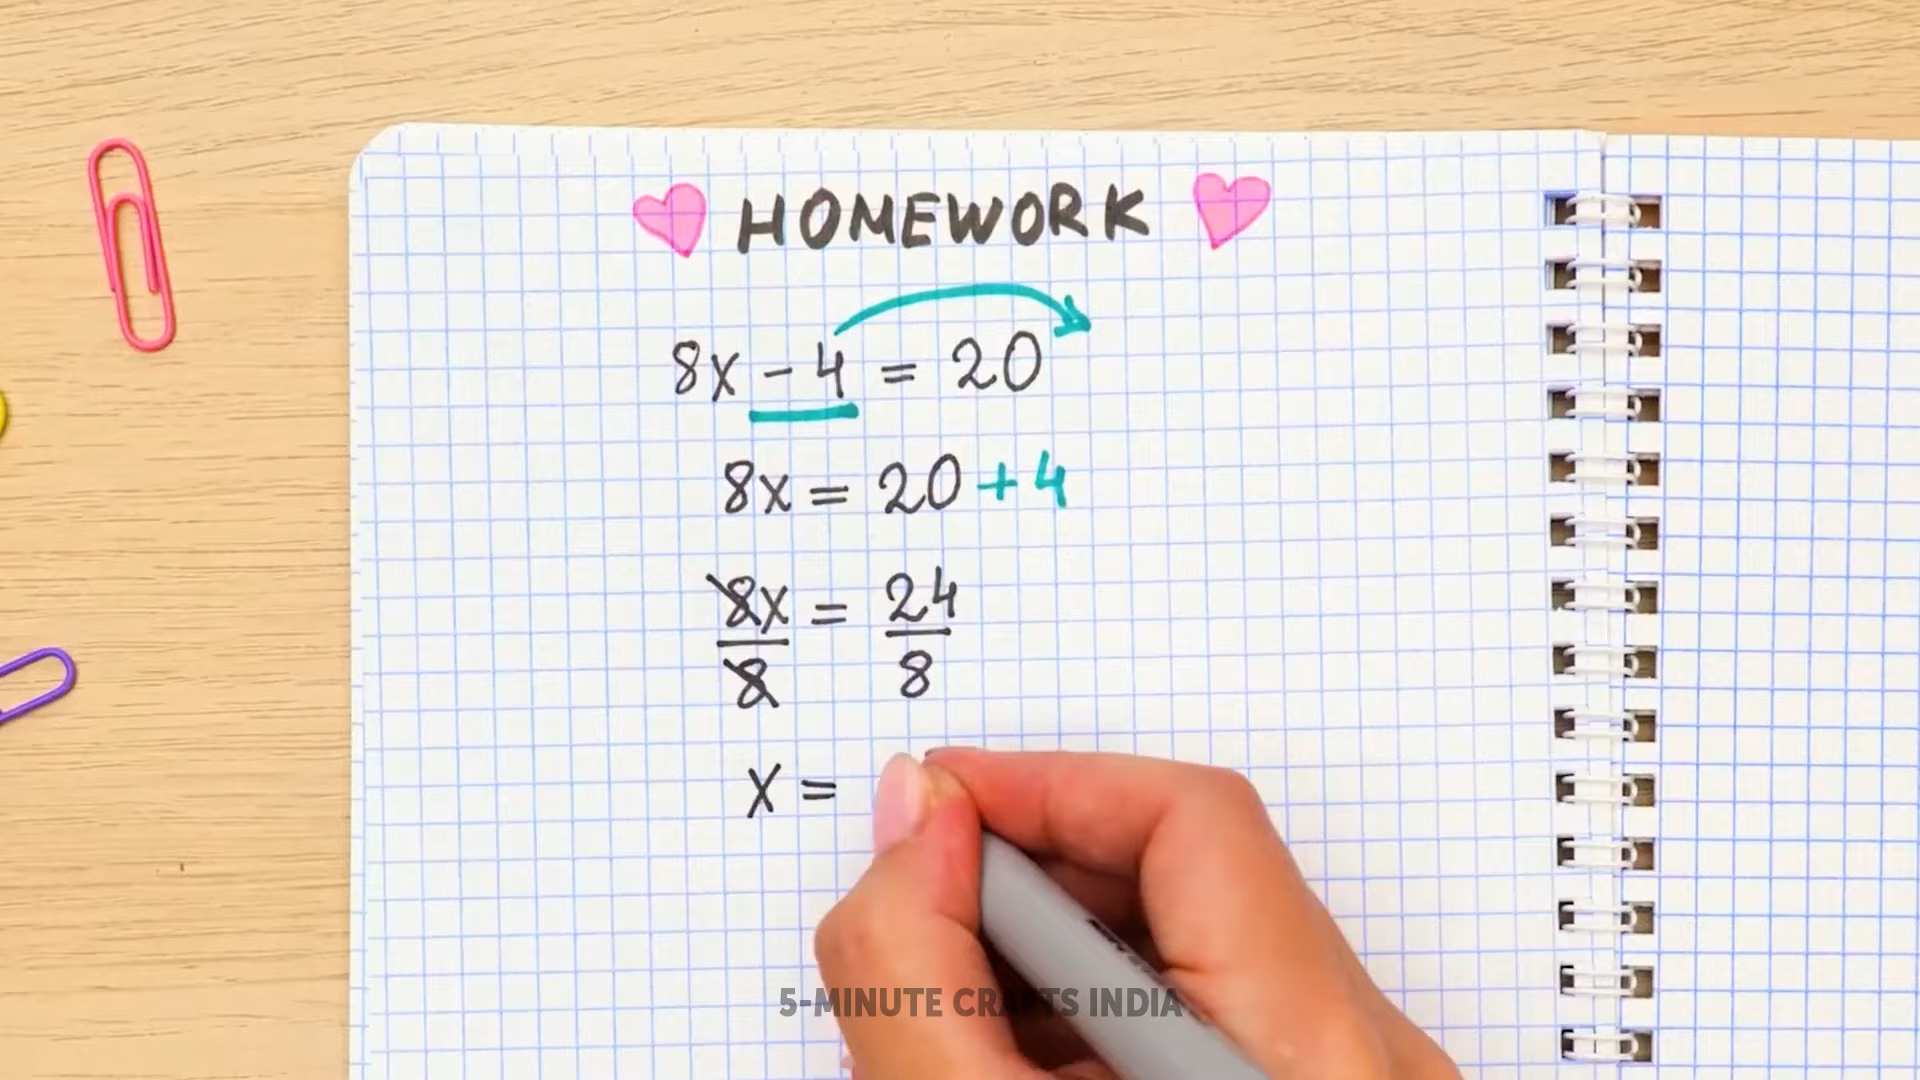 HOMEWORK
8x - 4 = 20
8x = 20 + 4
8x = 24
8 8
x =
5-MINUTE CRAFTS INDIA